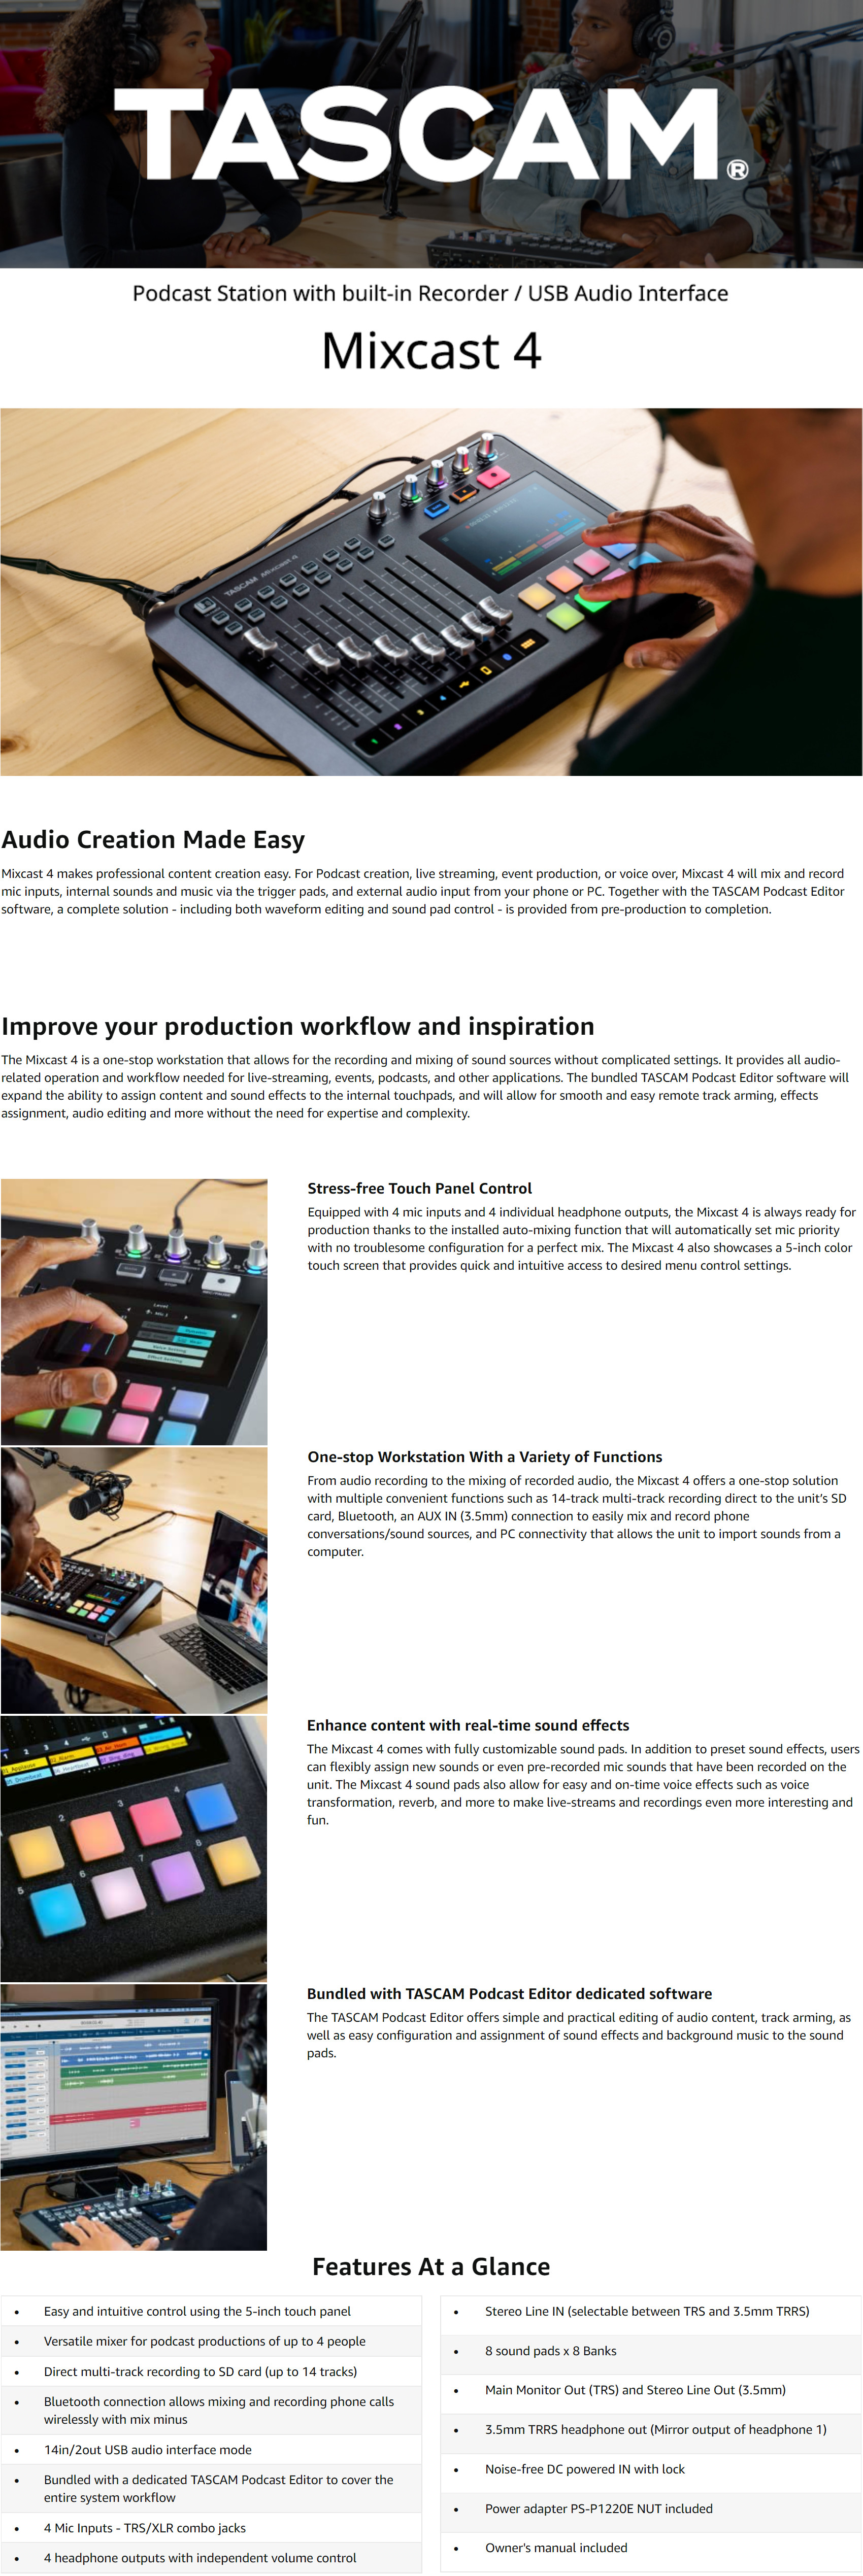 TASCAM®
Podcast Station with built-in Recorder / USB Audio Interface
Mixcast 4
TASCAM Mixcast 4
Audio Creation Made Easy
Mixcast 4 makes professional content creation easy. For Podcast creation, live streaming, event production, or voice over, Mixcast 4 will mix and record
mic inputs, internal sounds and music via the trigger pads, and external audio input from your phone or PC. Together with the TASCAM Podcast Editor
software, a complete solution - including both waveform editing and sound pad control - is provided from pre-production to completion.
Improve your production workflow and inspiration
The Mixcast 4 is a one-stop workstation that allows for the recording and mixing of sound sources without complicated settings. It provides all audio-
related operation and workflow needed for live-streaming, events, podcasts, and other applications. The bundled TASCAM Podcast Editor software will
expand the ability to assign content and sound effects to the internal touchpads, and will allow for smooth and easy remote track arming, effects
assignment, audio editing and more without the need for expertise and complexity.
Level
Mic 1
Voice Setting
Effect Setting
Stress-free Touch Panel Control
Equipped with 4 mic inputs and 4 individual headphone outputs, the Mixcast 4 is always ready for
production thanks to the installed auto-mixing function that will automatically set mic priority
with no troublesome configuration for a perfect mix. The Mixcast 4 also showcases a 5-inch color
touch screen that provides quick and intuitive access to desired menu control settings.
One-stop Workstation With a Variety of Functions
From audio recording to the mixing of recorded audio, the Mixcast 4 offers a one-stop solution
with multiple convenient functions such as 14-track multi-track recording direct to the unit's SD
card, Bluetooth, an AUX IN (3.5mm) connection to easily mix and record phone
conversations/sound sources, and PC connectivity that allows the unit to import sounds from a
computer.
1 2 3 4
2 3 4
5 6 7 8
Enhance content with real-time sound effects
The Mixcast 4 comes with fully customizable sound pads. In addition to preset sound effects, users
can flexibly assign new sounds or even pre-recorded mic sounds that have been recorded on the
unit. The Mixcast 4 sound pads also allow for easy and on-time voice effects such as voice
transformation, reverb, and more to make live-streams and recordings even more interesting and
fun.
Bundled with TASCAM Podcast Editor dedicated software
The TASCAM Podcast Editor offers simple and practical editing of audio content, track arming, as
well as easy configuration and assignment of sound effects and background music to the sound
pads.
Features At a Glance
• Easy and intuitive control using the 5-inch touch panel
• Versatile mixer for podcast productions of up to 4 people
• Direct multi-track recording to SD card (up to 14 tracks)
• Bluetooth connection allows mixing and recording phone calls
wirelessly with mix minus
• 14in/2out USB audio interface mode
• Bundled with a dedicated TASCAM Podcast Editor to cover the
entire system workflow
• 4 Mic Inputs - TRS/XLR combo jacks
• 4 headphone outputs with independent volume control
• Stereo Line IN (selectable between TRS and 3.5mm TRRS)
• 8 sound pads x 8 Banks
• Main Monitor Out (TRS) and Stereo Line Out (3.5mm)
• 3.5mm TRRS headphone out (Mirror output of headphone 1)
• Noise-free DC powered IN with lock
• Power adapter PS-P1220E NUT included
• Owner's manual included